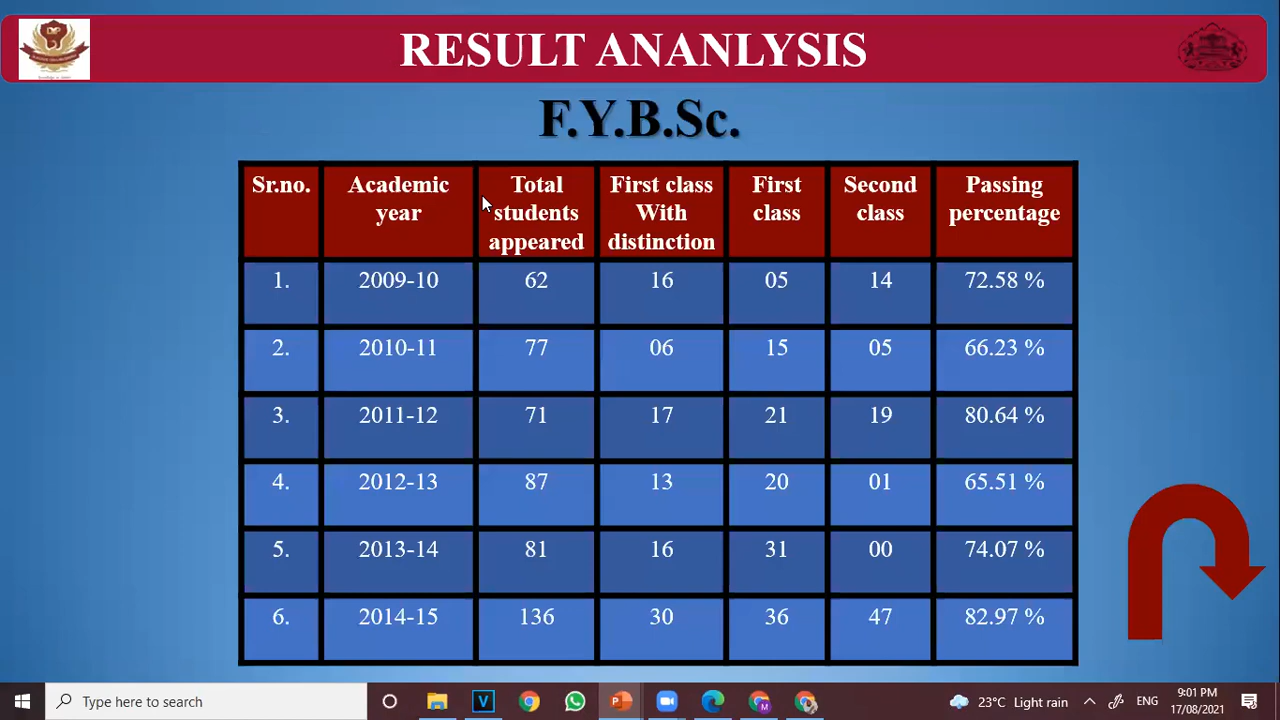 RESULT ANANLYSIS
F.Y.B.Sc.
Sr.no. Academic year Total students appeared First class With distinction First class Second class Passing percentage
1. 2009-10 62 16 05 14 72.58 %
2. 2010-11 77 06 15 05 66.23 %
3. 2011-12 71 17 21 19 80.64 %
4. 2012-13 87 13 20 01 65.51 %
5. 2013-14 81 16 31 00 74.07 %
6. 2014-15 136 30 36 47 82.97 %
Type here to search
23°C Light rain
ENG
9:01 PM
17/08/2021